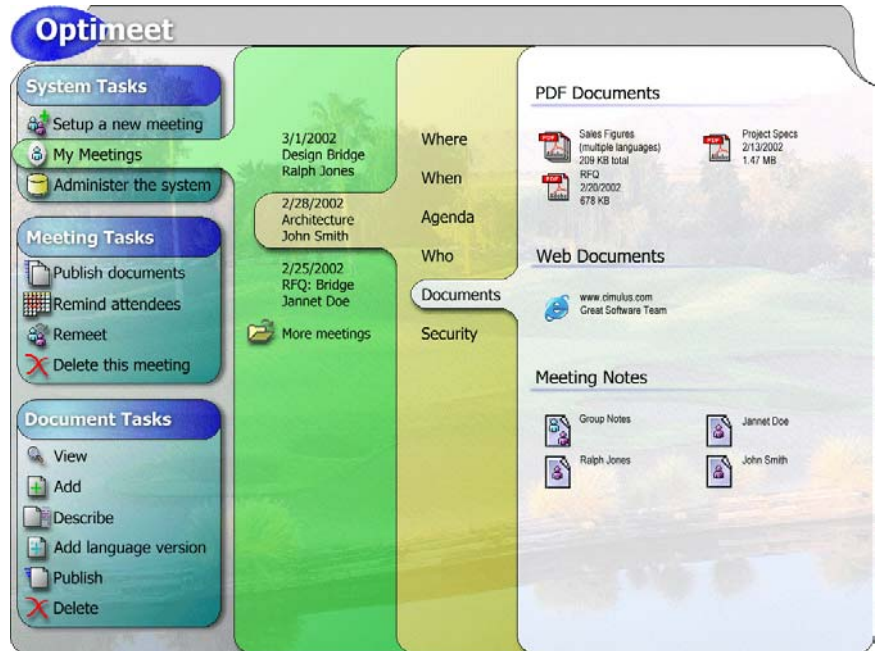 Optimeet
System Tasks
Setup a new meeting
My Meetings
Administer the system
Meeting Tasks
Publish documents
Remind attendees
Remeet
Delete this meeting
Document Tasks
View
Add
Describe
Add language version
Publish
Delete
3/1/2002
Design Bridge
Ralph Jones
2/28/2002
Architecture
John Smith
2/25/2002
RFQ: Bridge
Jannet Doe
More meetings
Where
When
Agenda
Who
Documents
Security
PDF Documents
PDF
Sales Figures
(multiple languages)
209 KB total
PDF
RFQ
2/20/2002
678 KB
PDF
Project Specs
2/13/2002
1.47 MB
Web Documents
www.cimulus.com
Great Software Team
Meeting Notes
Group Notes
Jannet Doe
Ralph Jones
John Smith